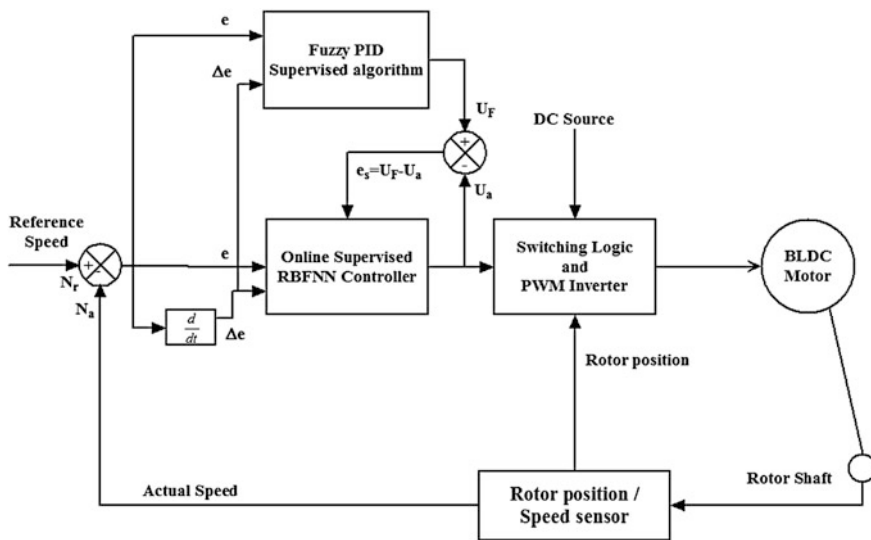 e
Fuzzy PID
Supervised algorithm
Δe
U_F
DC Source
+
-
e_s=U_F-U_a
U_a
Reference
Speed
+
-
N_r
N_a
e
Online Supervised
RBFNN Controller
Switching Logic
and
PWM Inverter
BLDC
Motor
d
dt
Δe
Rotor position
Actual Speed
Rotor position /
Speed sensor
Rotor Shaft